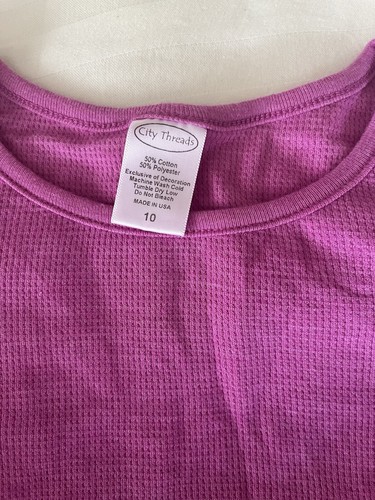 City Threads
50% Cotton
50% Polyester
Exclusive of Decoration
Machine Wash Cold
Tumble Dry Low
Do Not Bleach
MADE IN USA
10